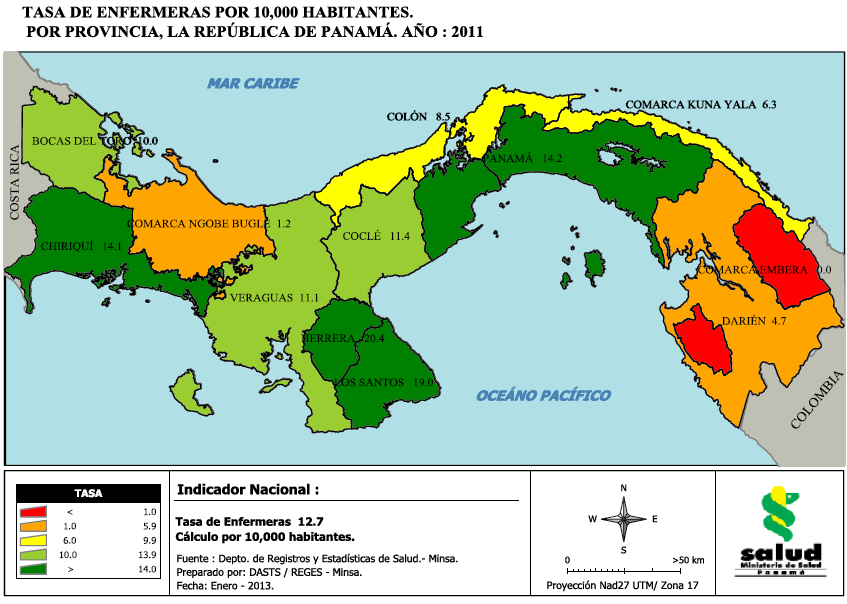 TASA DE ENFERMERAS POR 10,000 HABITANTES.
POR PROVINCIA, LA REPÚBLICA DE PANAMÁ. AÑO : 2011
MAR CARIBE
COMARCA KUNA YALA 6.3
COLÓN 8.5
BOCAS DEL TORO 10.0
PANAMÁ 14.2
COSTA RICA
COMARCA NGOBE BUGLE 1.2
COCLÉ 11.4
CHIRIQUÍ 14.1
COMARCA EMBERA 0.0
VERAGUAS 11.1
DARIÉN 4.7
HERRERA 20.4
LOS SANTOS 19.0
OCEÁNO PACÍFICO
COLOMBIA
TASA
< 1.0
1.0 5.9
6.0 9.9
10.0 13.9
> 14.0
Indicador Nacional :
Tasa de Enfermeras 12.7
Cálculo por 10,000 habitantes.
Fuente : Depto. de Registros y Estadísticas de Salud.- Minsa.
Preparado por: DASTS / REGES - Minsa.
Fecha: Enero - 2013.
N
W E
S
0 >50 km
Proyección Nad27 UTM/ Zona 17
salud
Ministerio de Salud
Panamá